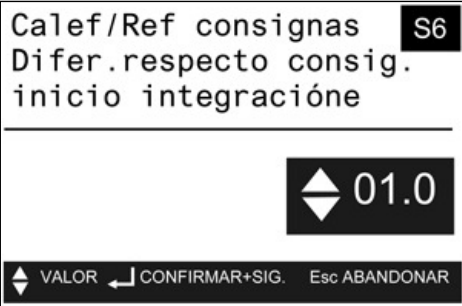 Calef/Ref consignas S6
Difer.respecto consig.
inicio integracióne
01.0
VALOR CONFIRMAR+SIG. Esc ABANDONAR